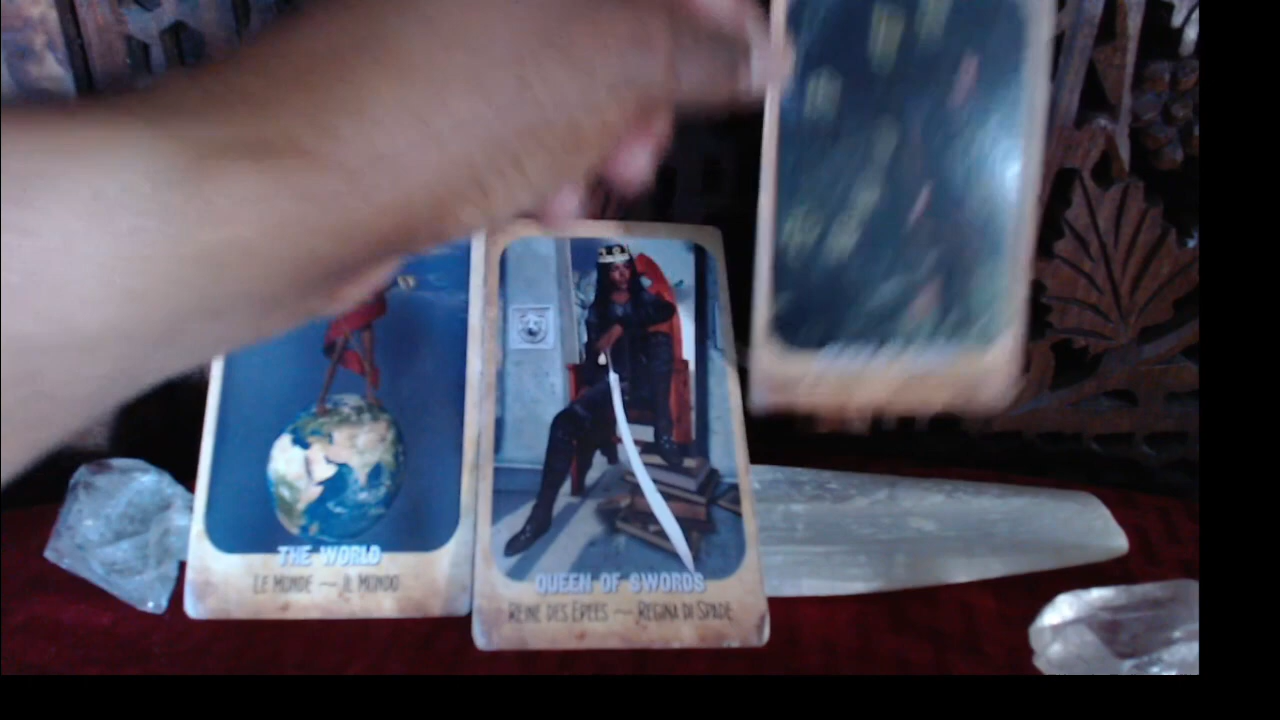 THE WORLD
LE MONDE — IL MONDO
QUEEN OF SWORDS
REINE DES EPEES — REGINA DI SPADE